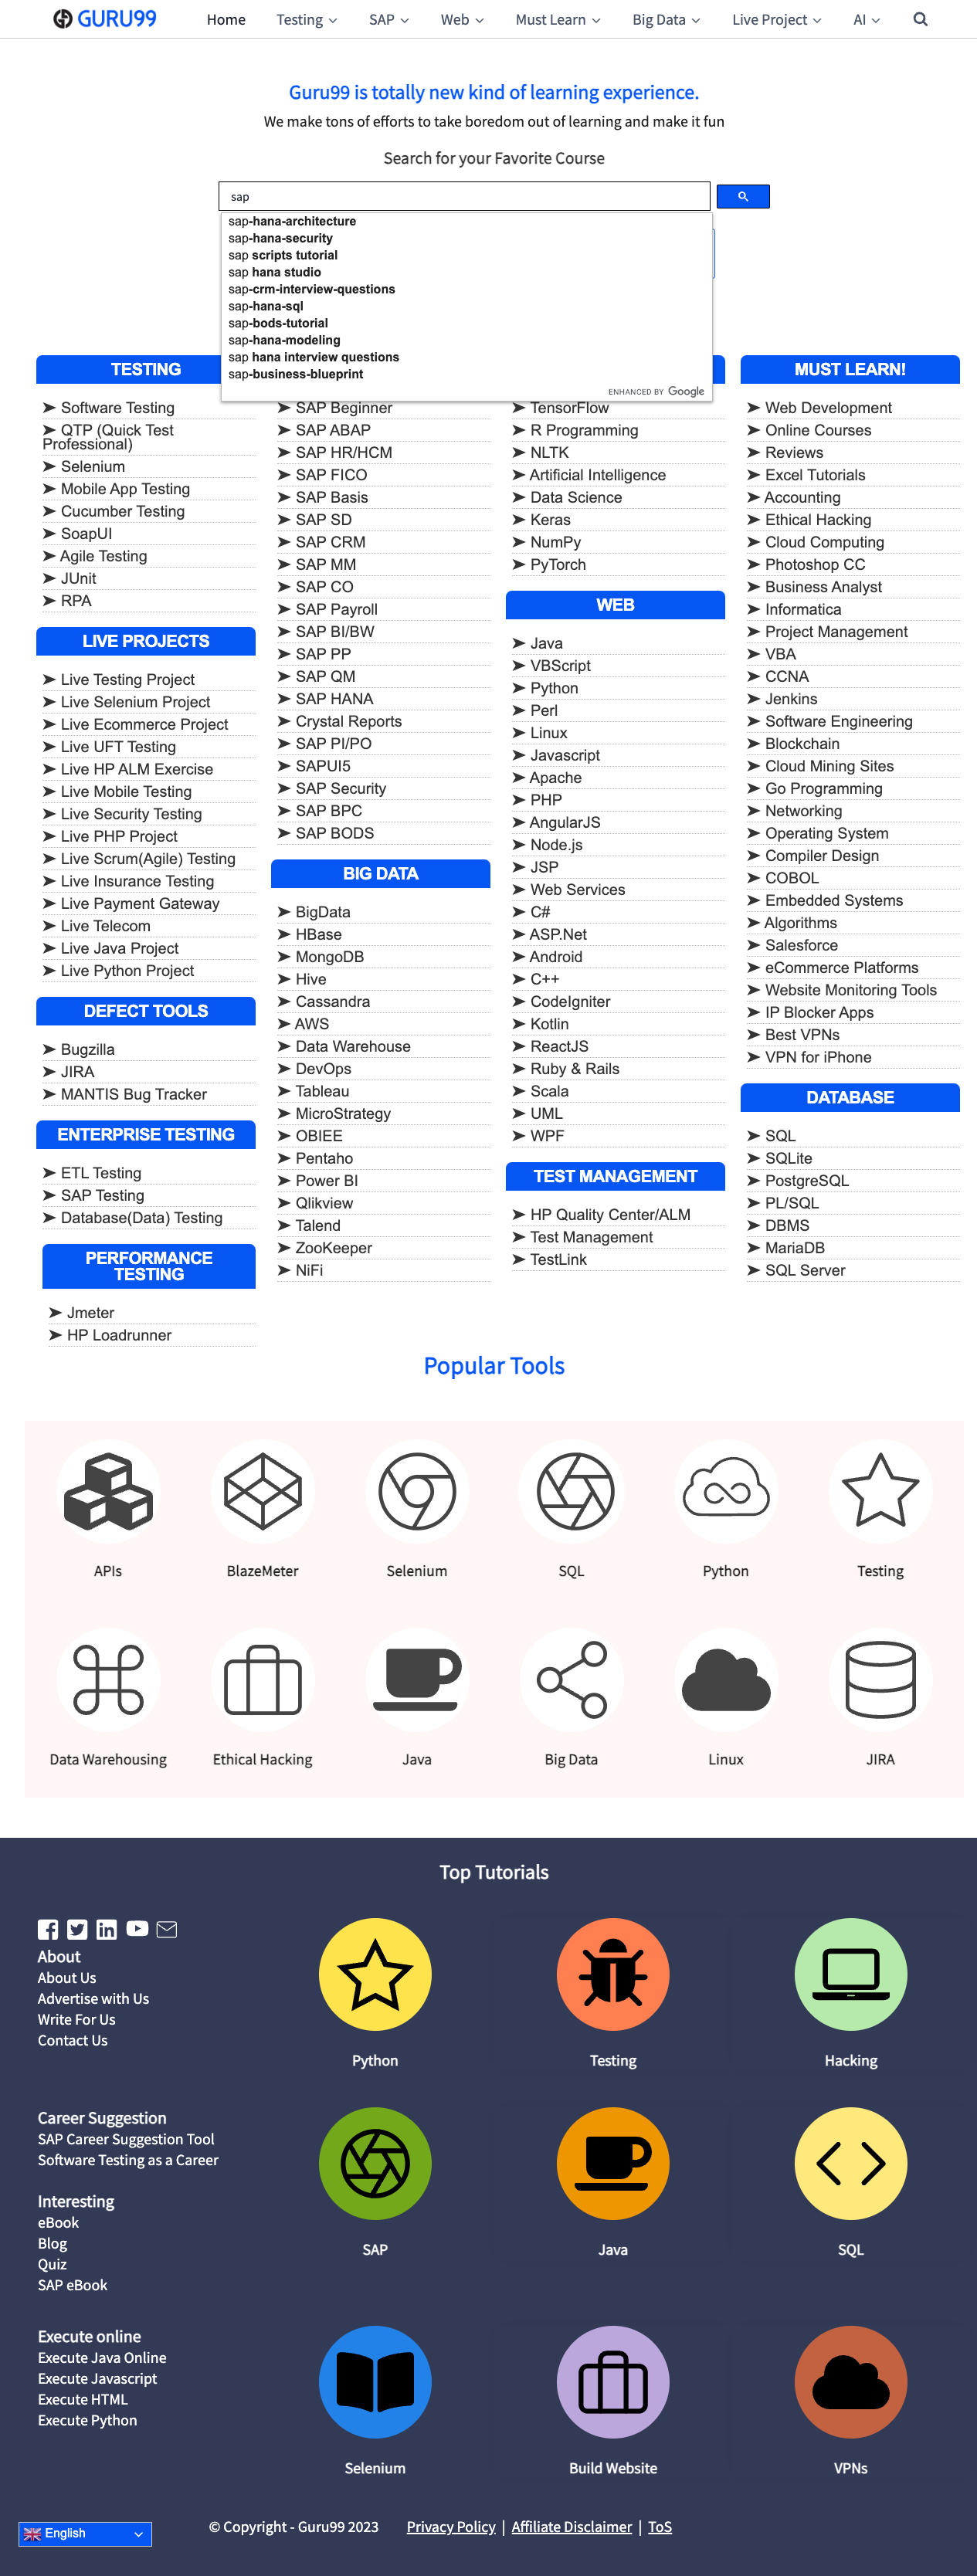 GURU99
Home
Testing
SAP
Web
Must Learn
Big Data
Live Project
AI
Guru99 is totally new kind of learning experience.
We make tons of efforts to take boredom out of learning and make it fun
Search for your Favorite Course
sap
sap-hana-architecture
sap-hana-security
sap scripts tutorial
sap hana studio
sap-crm-interview-questions
sap-hana-sql
sap-bods-tutorial
sap-hana-modeling
sap hana interview questions
sap-business-blueprint
ENHANCED BY Google
TESTING
➤ Software Testing
➤ QTP (Quick Test
Professional)
➤ Selenium
➤ Mobile App Testing
➤ Cucumber Testing
➤ SoapUI
➤ Agile Testing
➤ JUnit
➤ RPA
LIVE PROJECTS
➤ Live Testing Project
➤ Live Selenium Project
➤ Live Ecommerce Project
➤ Live UFT Testing
➤ Live HP ALM Exercise
➤ Live Mobile Testing
➤ Live Security Testing
➤ Live PHP Project
➤ Live Scrum(Agile) Testing
➤ Live Insurance Testing
➤ Live Payment Gateway
➤ Live Telecom
➤ Live Java Project
➤ Live Python Project
DEFECT TOOLS
➤ Bugzilla
➤ JIRA
➤ MANTIS Bug Tracker
ENTERPRISE TESTING
➤ ETL Testing
➤ SAP Testing
➤ Database(Data) Testing
PERFORMANCE
TESTING
➤ Jmeter
➤ HP Loadrunner
➤ SAP Beginner
➤ SAP ABAP
➤ SAP HR/HCM
➤ SAP FICO
➤ SAP Basis
➤ SAP SD
➤ SAP CRM
➤ SAP MM
➤ SAP CO
➤ SAP Payroll
➤ SAP BI/BW
➤ SAP PP
➤ SAP QM
➤ SAP HANA
➤ Crystal Reports
➤ SAP PI/PO
➤ SAPUI5
➤ SAP Security
➤ SAP BPC
➤ SAP BODS
BIG DATA
➤ BigData
➤ HBase
➤ MongoDB
➤ Hive
➤ Cassandra
➤ AWS
➤ Data Warehouse
➤ DevOps
➤ Tableau
➤ MicroStrategy
➤ OBIEE
➤ Pentaho
➤ Power BI
➤ Qlikview
➤ Talend
➤ ZooKeeper
➤ NiFi
➤ TensorFlow
➤ R Programming
➤ NLTK
➤ Artificial Intelligence
➤ Data Science
➤ Keras
➤ NumPy
➤ PyTorch
WEB
➤ Java
➤ VBScript
➤ Python
➤ Perl
➤ Linux
➤ Javascript
➤ Apache
➤ PHP
➤ AngularJS
➤ Node.js
➤ JSP
➤ Web Services
➤ C#
➤ ASP.Net
➤ Android
➤ C++
➤ CodeIgniter
➤ Kotlin
➤ ReactJS
➤ Ruby & Rails
➤ Scala
➤ UML
➤ WPF
TEST MANAGEMENT
➤ HP Quality Center/ALM
➤ Test Management
➤ TestLink
MUST LEARN!
➤ Web Development
➤ Online Courses
➤ Reviews
➤ Excel Tutorials
➤ Accounting
➤ Ethical Hacking
➤ Cloud Computing
➤ Photoshop CC
➤ Business Analyst
➤ Informatica
➤ Project Management
➤ VBA
➤ CCNA
➤ Jenkins
➤ Software Engineering
➤ Blockchain
➤ Cloud Mining Sites
➤ Go Programming
➤ Networking
➤ Operating System
➤ Compiler Design
➤ COBOL
➤ Embedded Systems
➤ Algorithms
➤ Salesforce
➤ eCommerce Platforms
➤ Website Monitoring Tools
➤ IP Blocker Apps
➤ Best VPNs
➤ VPN for iPhone
DATABASE
➤ SQL
➤ SQLite
➤ PostgreSQL
➤ PL/SQL
➤ DBMS
➤ MariaDB
➤ SQL Server
Popular Tools
APIs
BlazeMeter
Selenium
SQL
Python
Testing
Data Warehousing
Ethical Hacking
Java
Big Data
Linux
JIRA
Top Tutorials
About
About Us
Advertise with Us
Write For Us
Contact Us
Python
Testing
Hacking
Career Suggestion
SAP Career Suggestion Tool
Software Testing as a Career
Interesting
eBook
Blog
Quiz
SAP eBook
SAP
Java
SQL
Execute online
Execute Java Online
Execute Javascript
Execute HTML
Execute Python
Selenium
Build Website
VPNs
English
© Copyright - Guru99 2023 Privacy Policy | Affiliate Disclaimer | ToS